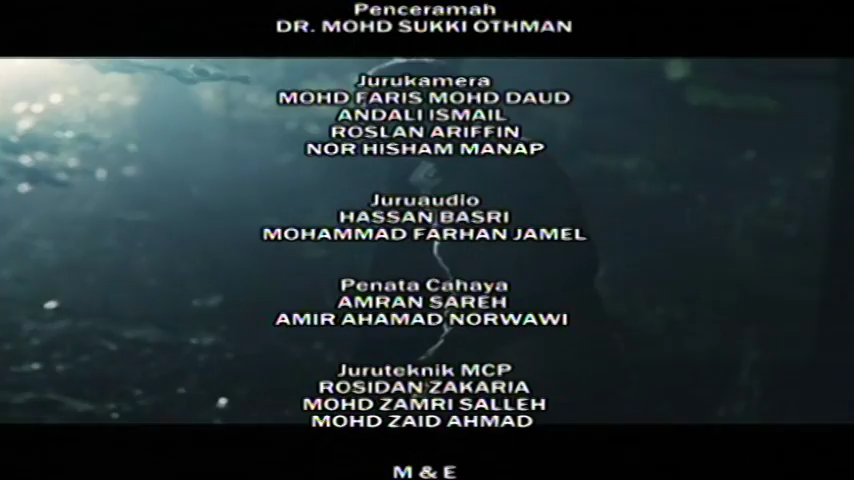 Penceramah
DR. MOHD SUKKI OTHMAN
Jurukamera
MOHD FARIS MOHD DAUD
ANDALI ISMAIL
ROSLAN ARIFFIN
NOR HISHAM MANAP
Juruaudio
HASSAN BASRI
MOHAMMAD FARHAN JAMEL
Penata Cahaya
AMRAN SAREH
AMIR AHAMAD NORWAWI
Juruteknik MCP
ROSIDAN ZAKARIA
MOHD ZAMRI SALLEH
MOHD ZAID AHMAD
M & E